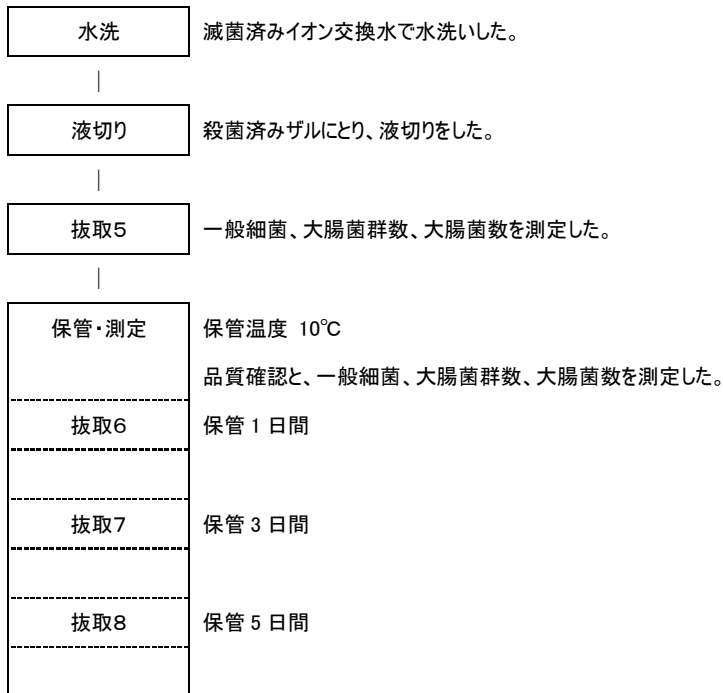 水洗 滅菌済みイオン交換水で水洗いした。
液切り 殺菌済みザルにとり、液切りをした。
抜取5 一般細菌、大腸菌群数、大腸菌数を測定した。
保管・測定 保管温度 10℃
品質確認と、一般細菌、大腸菌群数、大腸菌数を測定した。
抜取6 保管 1 日間
抜取7 保管 3 日間
抜取8 保管 5 日間